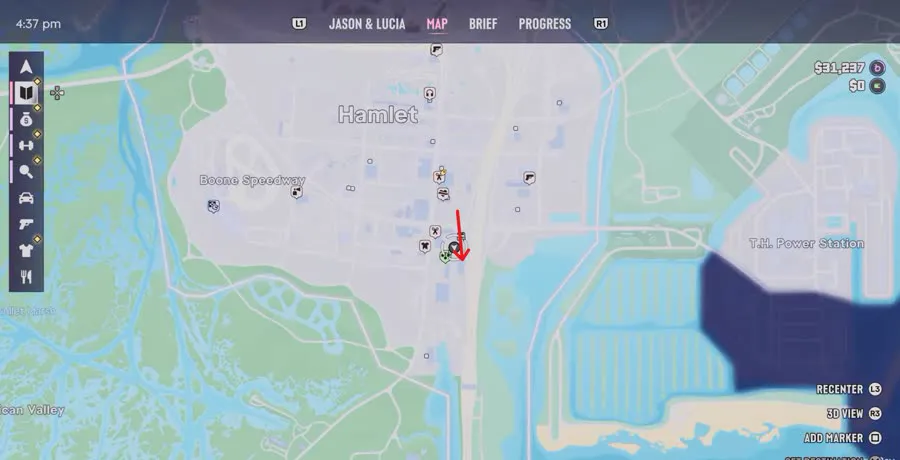 4:37 pm
L1 JASON & LUCIA MAP BRIEF PROGRESS R1
$31,237
$0
Hamlet
Boone Speedway
T.H. Power Station
RECENTER L3
3D VIEW R3
ADD MARKER